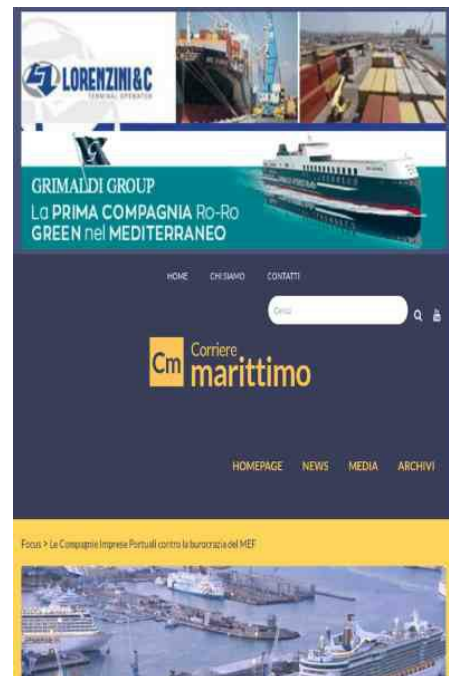 LORENZINI & C
TERMINAL OPERATOR
GRIMALDI GROUP
La PRIMA COMPAGNIA Ro-Ro
GREEN nel MEDITERRANEO
HOME CHI SIAMO CONTATTI
Cerca
Cm Corriere
marittimo
HOMEPAGE NEWS MEDIA ARCHIVI
Focus > Le Compagnie Imprese Portuali contro la burocrazia del MEF